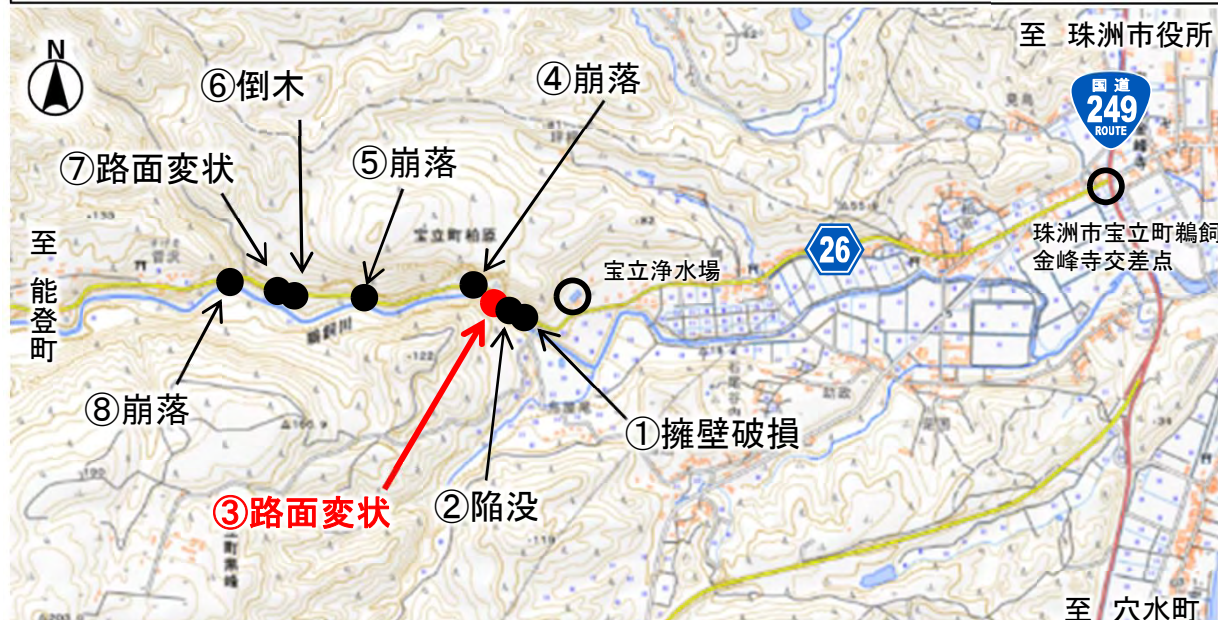 至 珠洲市役所
N
国道
249
ROUTE
④崩落
⑥倒木
⑤崩落
⑦路面変状
宝立町柏原
26
珠洲市宝立町鵜飼
金峰寺交差点
宝立浄水場
至 能登町
鵜飼川
⑧崩落
①擁壁破損
③路面変状
②陥没
至 穴水町